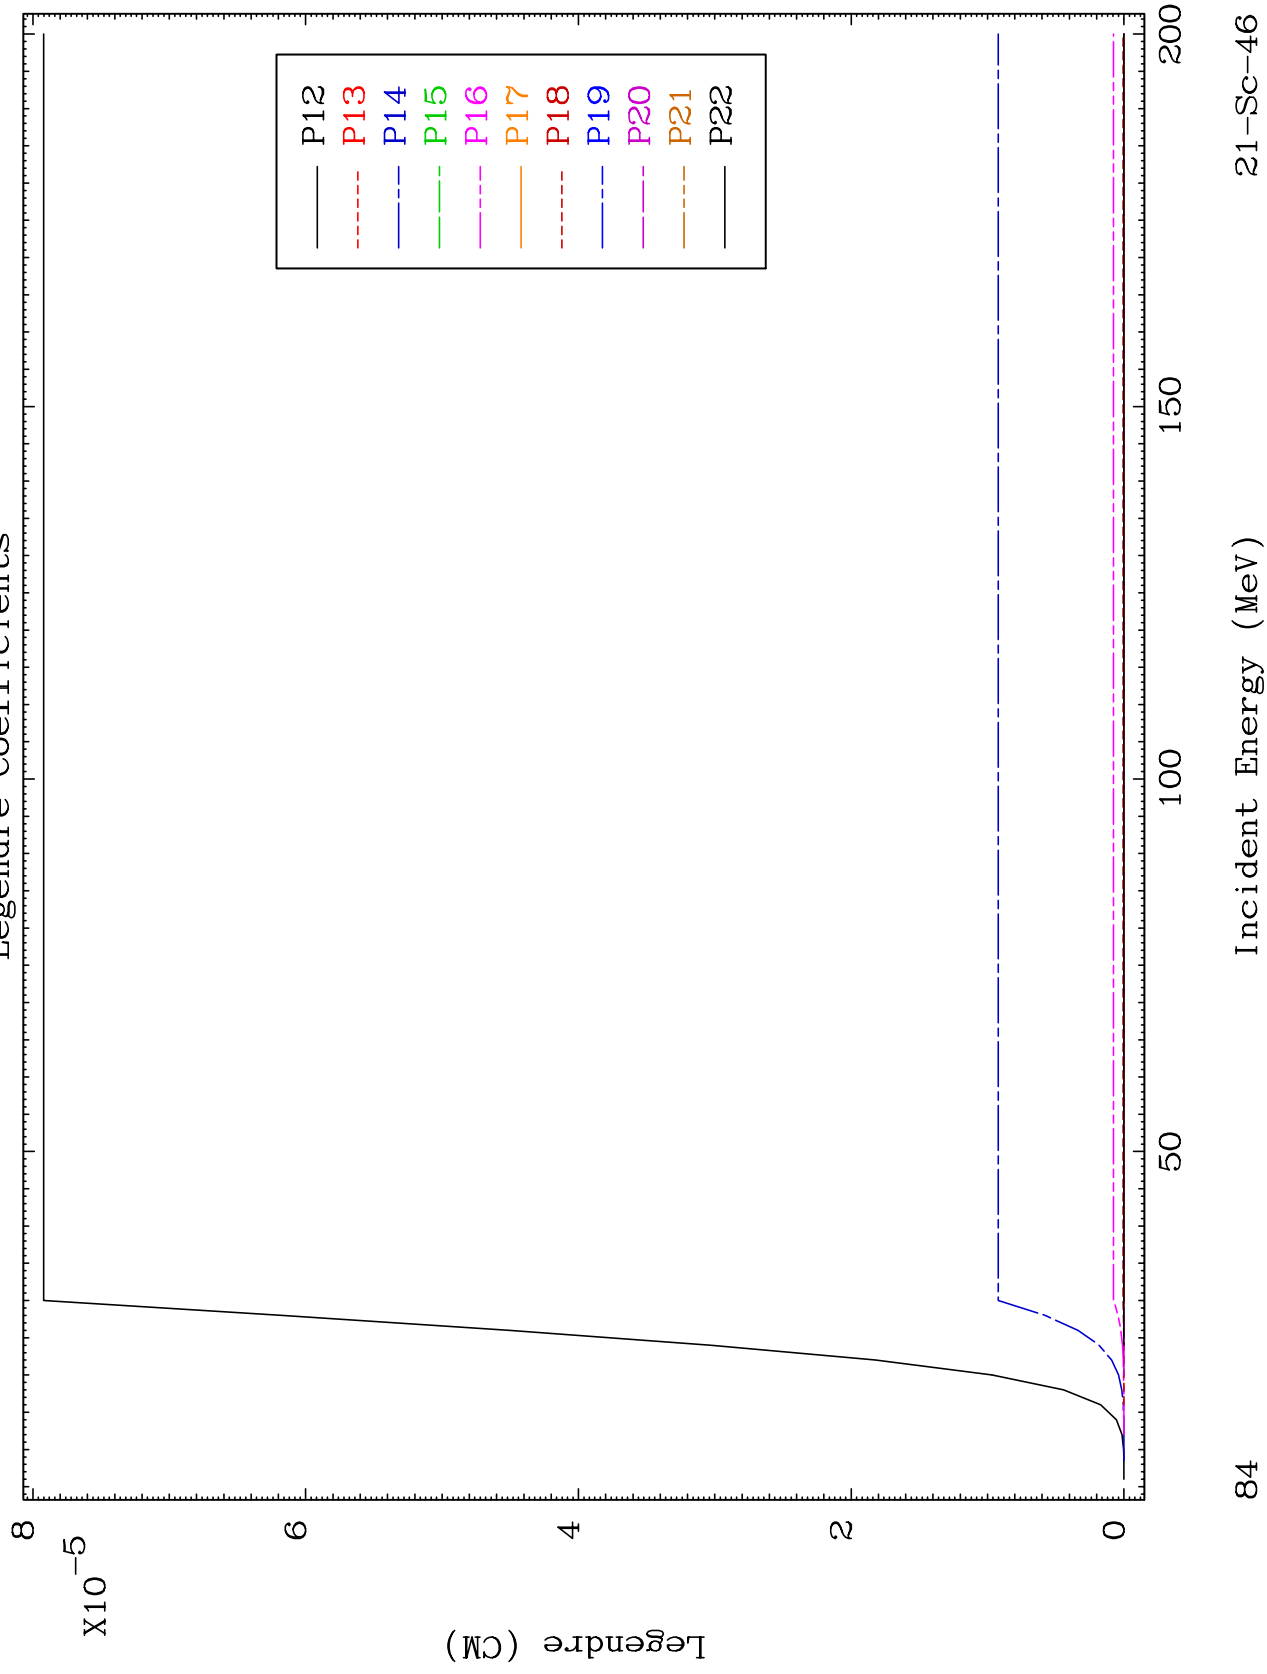 Legendre Coefficients
8
6
4
2
0
X10-5
Legendre (CM)
P12
P13
P14
P15
P16
P17
P18
P19
P20
P21
P22
50
100
150
200
84
Incident Energy (MeV)
21-Sc-46